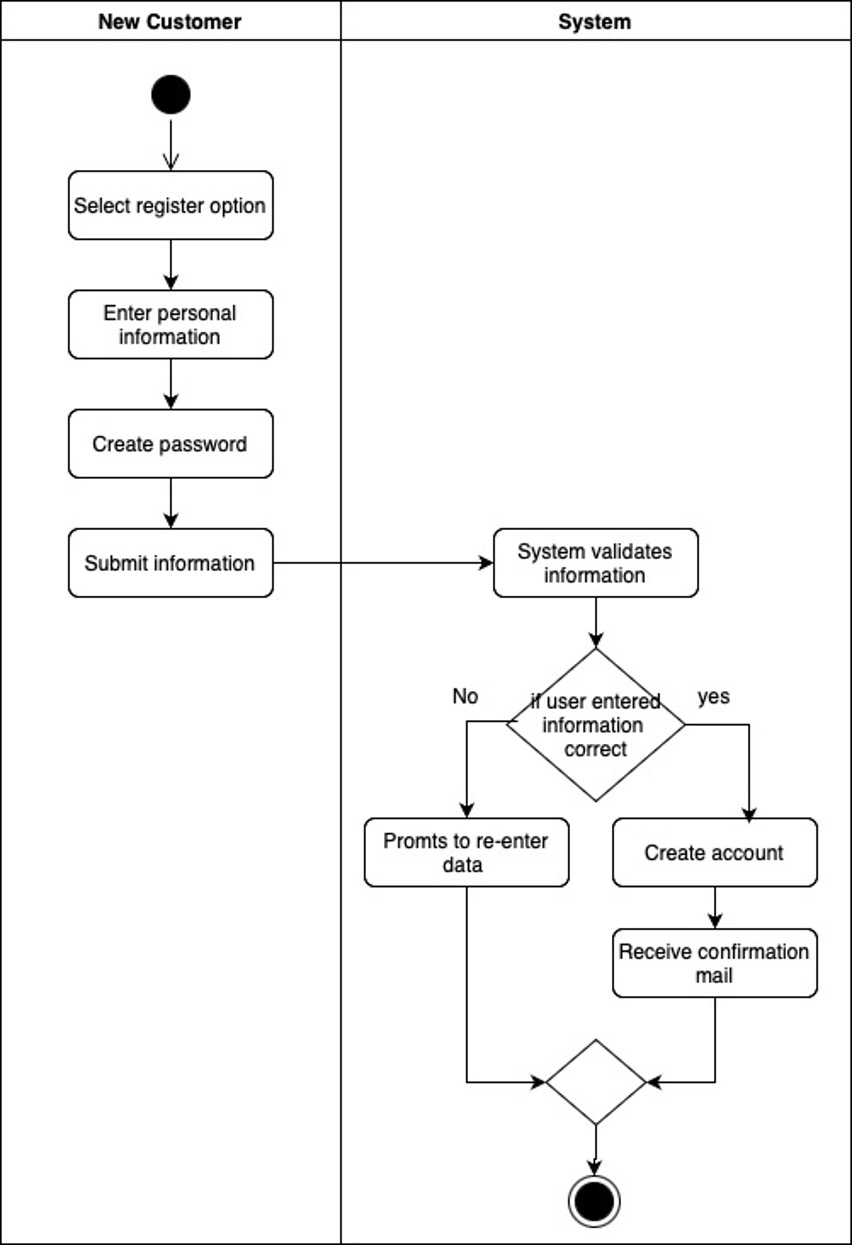 New Customer
System
Select register option
Enter personal
information
Create password
Submit information
System validates
information
No
if user entered
information
correct
yes
Promts to re-enter
data
Create account
Receive confirmation
mail